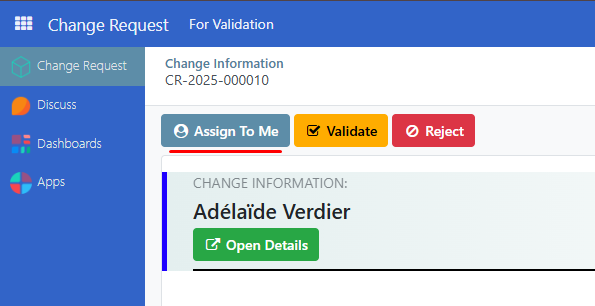 Change Request For Validation
Change Request
Discuss
Dashboards
Apps
Change Information
CR-2025-000010
Assign To Me Validate Reject
CHANGE INFORMATION:
Adélaïde Verdier
Open Details